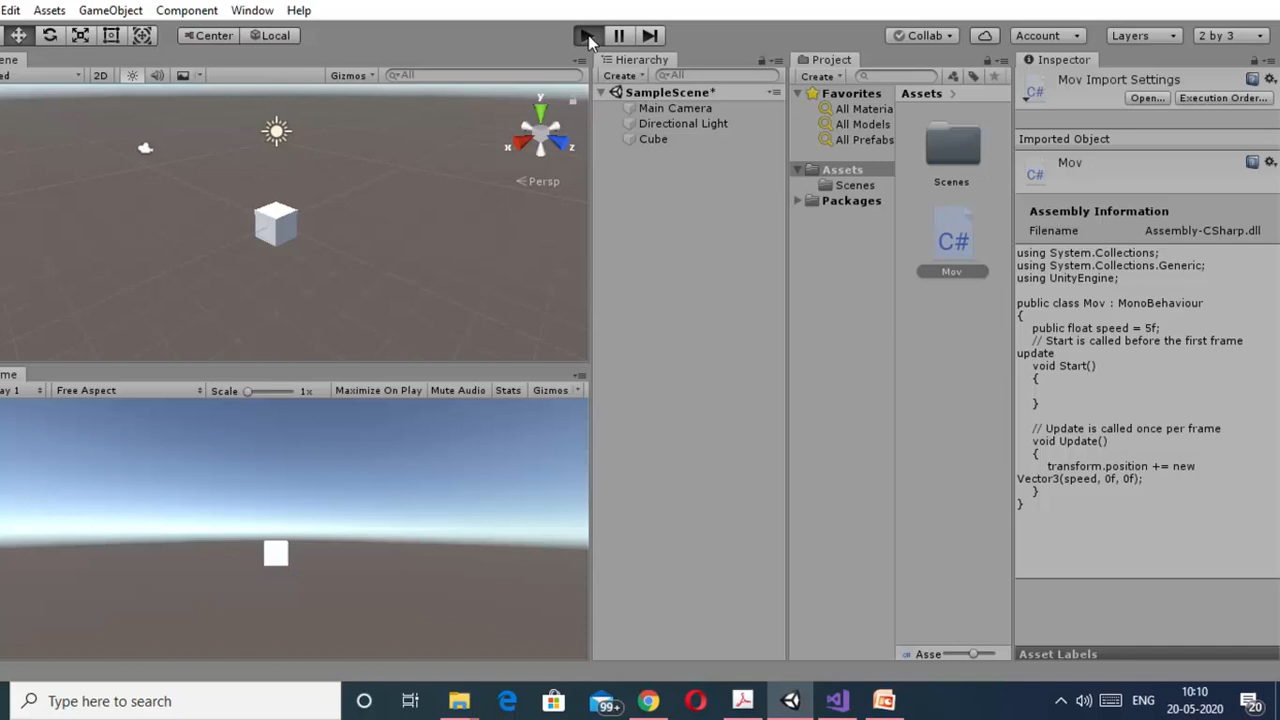 Edit Assets GameObject Component Window Help
Center Local Collab Account Layers 2 by 3
Hierarchy Project Inspector
2D Gizmos All
Create All
Create
SampleScene*
Main Camera
Directional Light
Cube
Favorites
All Materia
All Models
All Prefabs
Assets
Scenes
Packages
Assets
Scenes
C#
Mov
Asse
Mov Import Settings
C#
Open... Execution Order...
Imported Object
C# Mov
Assembly Information
Filename Assembly-CSharp.dll
using System.Collections;
using System.Collections.Generic;
using UnityEngine;
public class Mov : MonoBehaviour
{
public float speed = 5f;
// Start is called before the first frame
update
void Start()
{
}
// Update is called once per frame
void Update()
{
transform.position += new
Vector3(speed, 0f, 0f);
}
}
Asset Labels
y
x z
Persp
ay 1 Free Aspect Scale 1x Maximize On Play Mute Audio Stats Gizmos
Type here to search
99+
ENG
10:10
20-05-2020
20